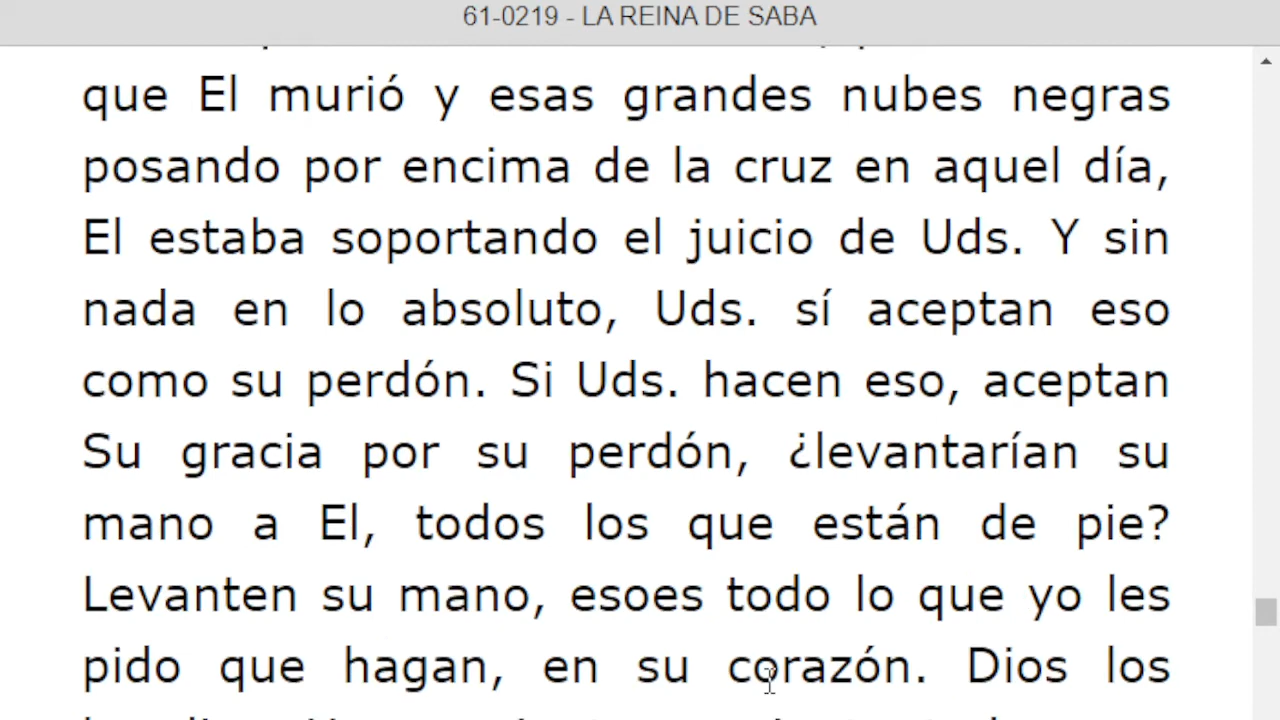 61-0219 - LA REINA DE SABA
que El murió y esas grandes nubes negras
posando por encima de la cruz en aquel día,
El estaba soportando el juicio de Uds. Y sin
nada en lo absoluto, Uds. sí aceptan eso
como su perdón. Si Uds. hacen eso, aceptan
Su gracia por su perdón, ¿levantarían su
mano a El, todos los que están de pie?
Levanten su mano, esoes todo lo que yo les
pido que hagan, en su corazón. Dios los